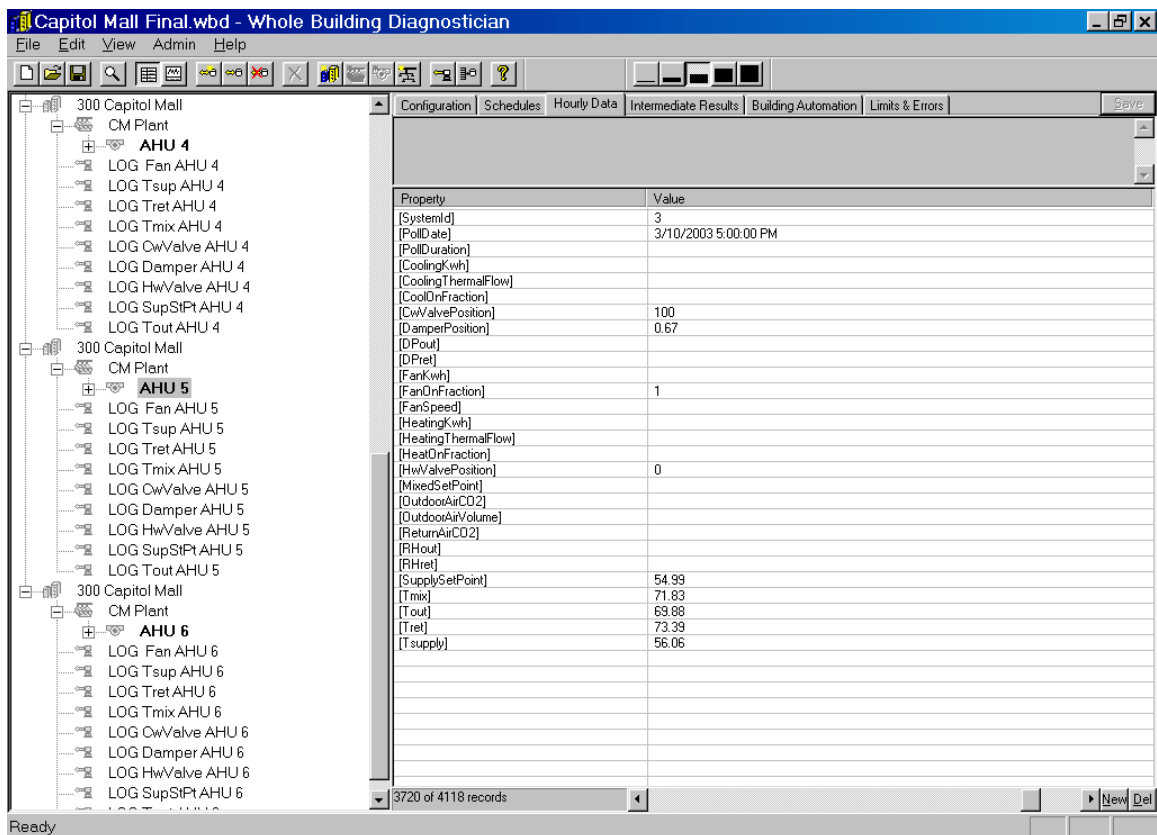 Capitol Mall Final.wbd - Whole Building Diagnostician
File Edit View Admin Help
300 Capitol Mall
CM Plant
AHU 4
LOG Fan AHU 4
LOG Tsup AHU 4
LOG Tret AHU 4
LOG Tmix AHU 4
LOG CwValve AHU 4
LOG Damper AHU 4
LOG HwValve AHU 4
LOG SupStPt AHU 4
LOG Tout AHU 4
300 Capitol Mall
CM Plant
AHU 5
LOG Fan AHU 5
LOG Tsup AHU 5
LOG Tret AHU 5
LOG Tmix AHU 5
LOG CwValve AHU 5
LOG Damper AHU 5
LOG HwValve AHU 5
LOG SupStPt AHU 5
LOG Tout AHU 5
300 Capitol Mall
CM Plant
AHU 6
LOG Fan AHU 6
LOG Tsup AHU 6
LOG Tret AHU 6
LOG Tmix AHU 6
LOG CwValve AHU 6
LOG Damper AHU 6
LOG HwValve AHU 6
LOG SupStPt AHU 6
Configuration Schedules Hourly Data Intermediate Results Building Automation Limits & Errors Save
Property Value
[SystemId] 3
[PollDate] 3/10/2003 5:00:00 PM
[PollDuration]
[CoolingKwh]
[CoolingThermalFlow]
[CoolOnFraction]
[CwValvePosition] 100
[DamperPosition] 0.67
[DPout]
[DPret]
[FanKwh]
[FanOnFraction] 1
[FanSpeed]
[HeatingKwh]
[HeatingThermalFlow]
[HeatOnFraction]
[HwValvePosition] 0
[MixedSetPoint]
[OutdoorAirCO2]
[OutdoorAirVolume]
[ReturnAirCO2]
[RHout]
[RHret]
[SupplySetPoint] 54.99
[Tmix] 71.83
[Tout] 69.88
[Tret] 73.39
[Tsupply] 56.06
3720 of 4118 records New Del
Ready